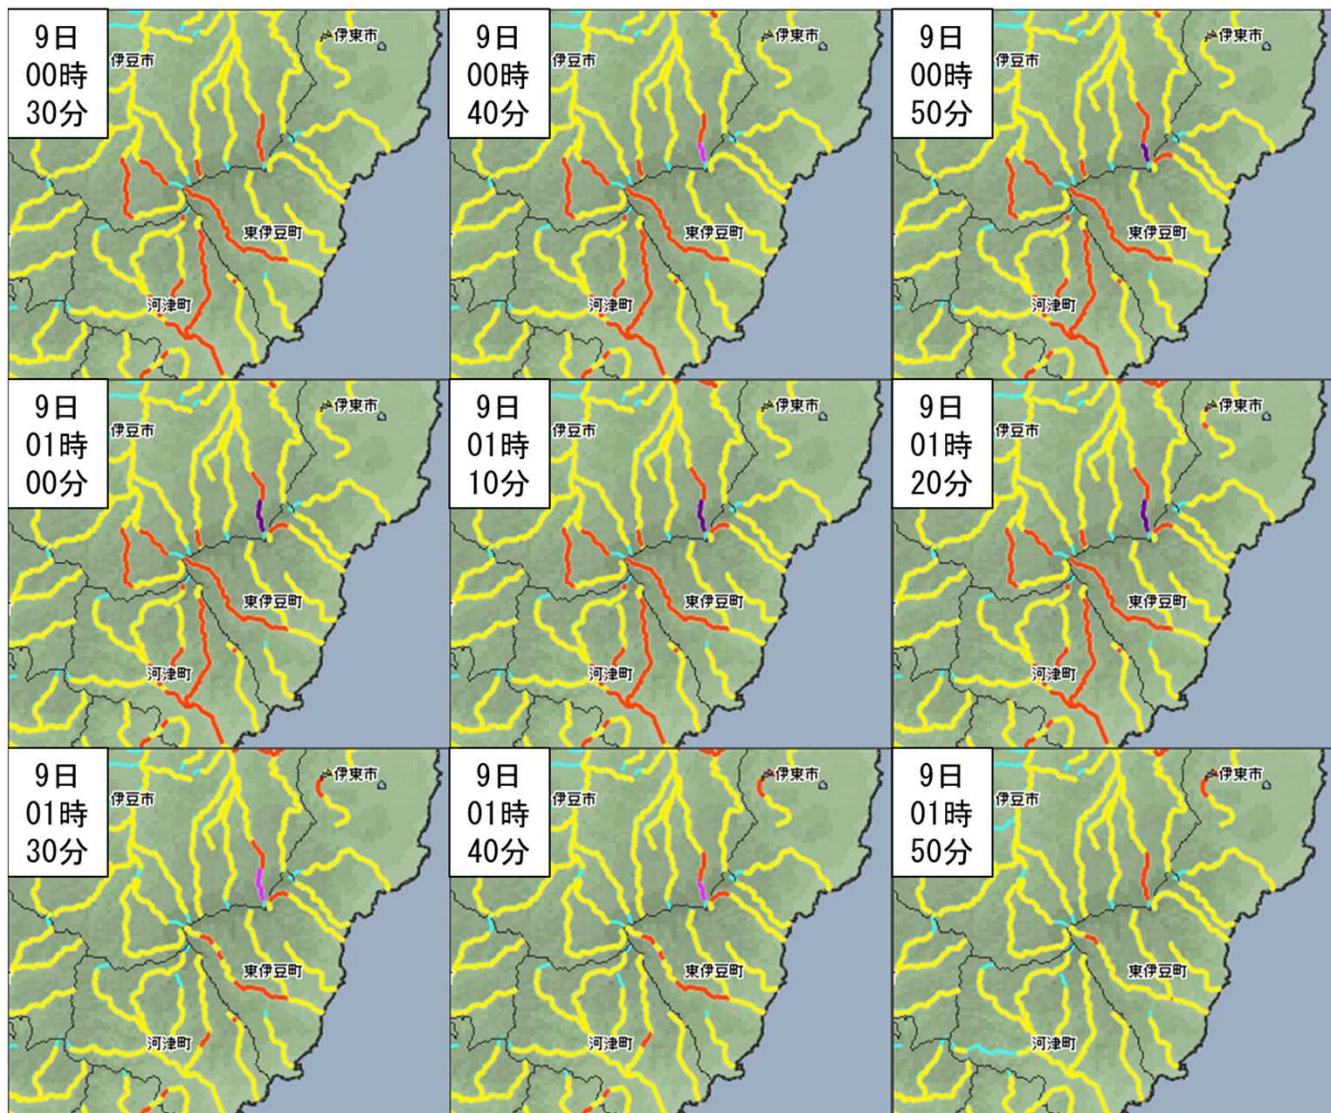 9日
00時
30分
伊豆市
伊東市
東伊豆町
河津町
9日
00時
40分
伊豆市
伊東市
東伊豆町
河津町
9日
00時
50分
伊豆市
伊東市
東伊豆町
河津町
9日
01時
00分
伊豆市
伊東市
東伊豆町
河津町
9日
01時
10分
伊豆市
伊東市
東伊豆町
河津町
9日
01時
20分
伊豆市
伊東市
東伊豆町
河津町
9日
01時
30分
伊豆市
伊東市
東伊豆町
河津町
9日
01時
40分
伊豆市
伊東市
東伊豆町
河津町
9日
01時
50分
伊豆市
伊東市
東伊豆町
河津町